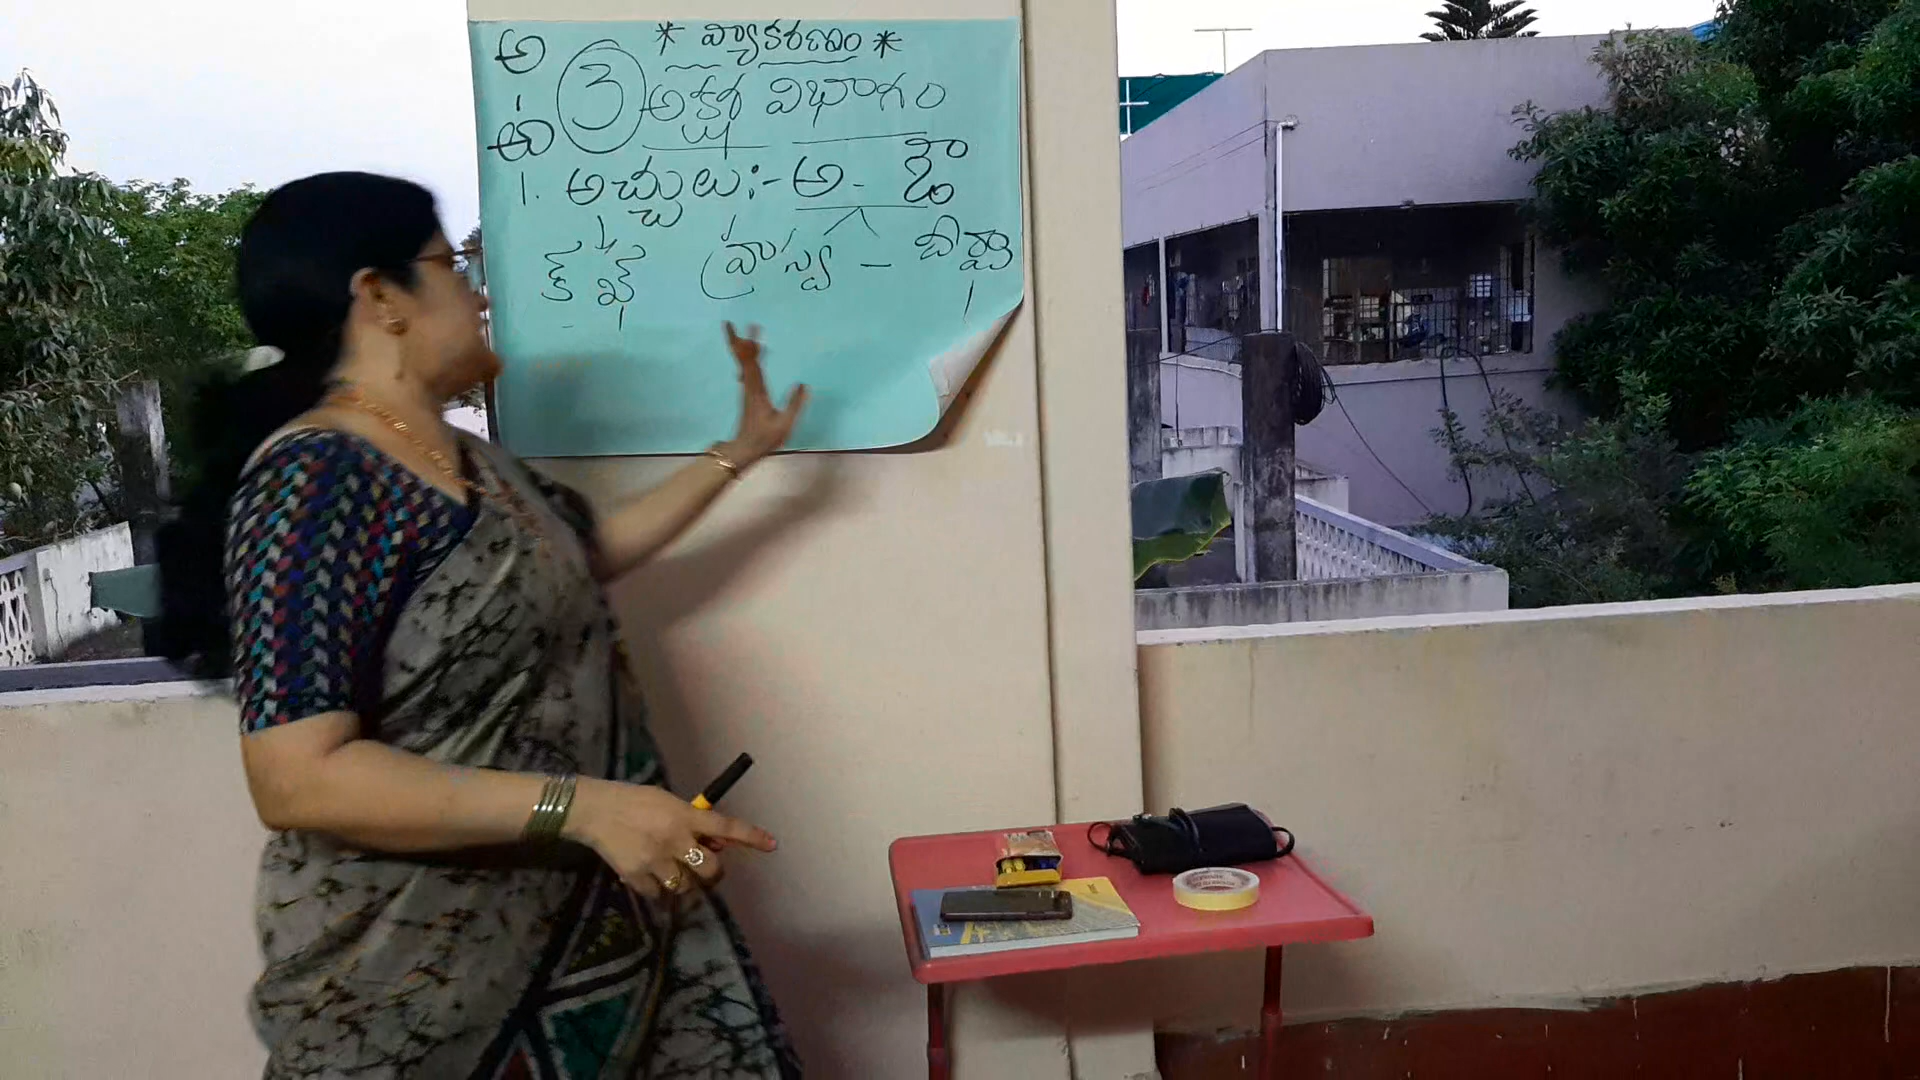 * వ్యాకరణం *
అ
3 అక్షర విభాగం
ఆ
1. అచ్చులు :- అ - ఔ
క్ ఖ్ హ్రస్వ - దీర్ఘ